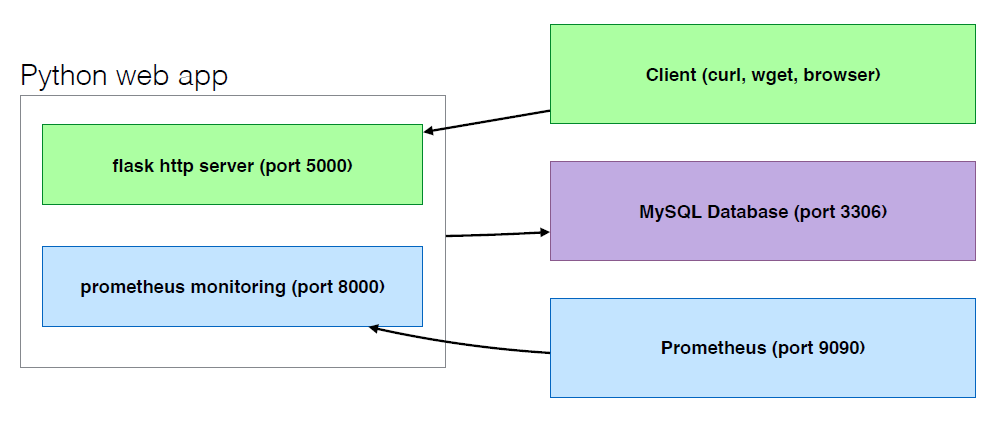 Python web app
flask http server (port 5000)
prometheus monitoring (port 8000)
Client (curl, wget, browser)
MySQL Database (port 3306)
Prometheus (port 9090)